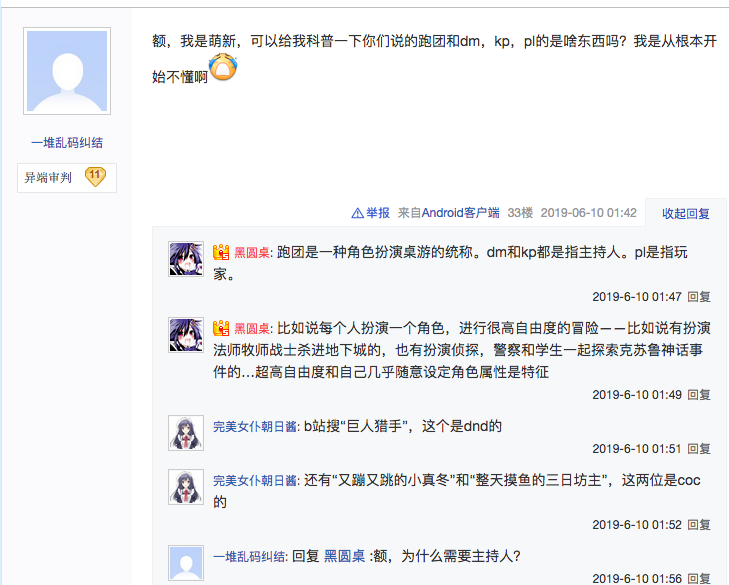 额，我是萌新，可以给我科普一下你们说的跑团和dm，kp，pl的是啥东西吗？我是从根本开
始不懂啊
一堆乱码纠结
异端审判 11
举报 来自Android客户端 33楼 2019-06-10 01:42 收起回复
黑圆桌: 跑团是一种角色扮演桌游的统称。dm和kp都是指主持人。pl是指玩
家。
2019-6-10 01:47 回复
黑圆桌: 比如说每个人扮演一个角色，进行很高自由度的冒险——比如说有扮演
法师牧师战士杀进地下城的，也有扮演侦探，警察和学生一起探索克苏鲁神话事
件的...超高自由度和自己几乎随意设定角色属性是特征
2019-6-10 01:49 回复
完美女仆朝日酱: b站搜“巨人猎手”，这个是dnd的
2019-6-10 01:51 回复
完美女仆朝日酱: 还有“又蹦又跳的小真冬”和“整天摸鱼的三日坊主”，这两位是coc
的
2019-6-10 01:52 回复
一堆乱码纠结: 回复 黑圆桌 :额，为什么需要主持人？
2019-6-10 01:56 回复